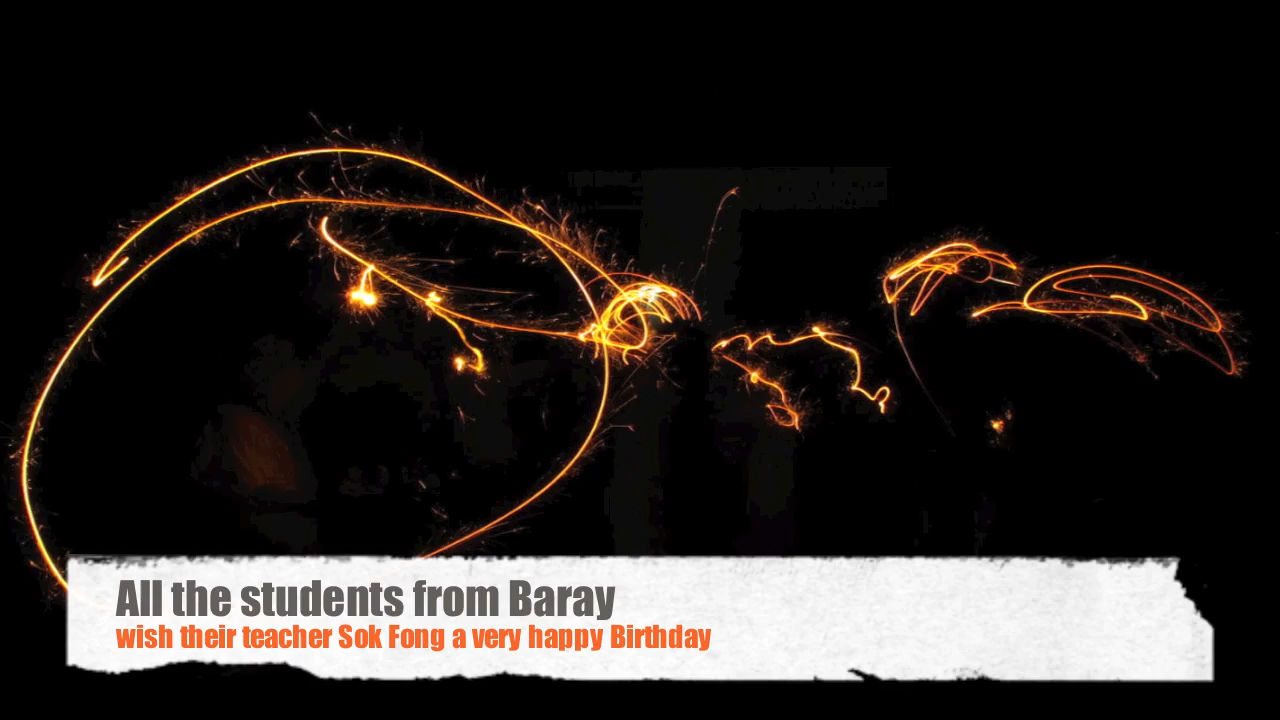 All the students from Baray
wish their teacher Sok Fong a very happy Birthday